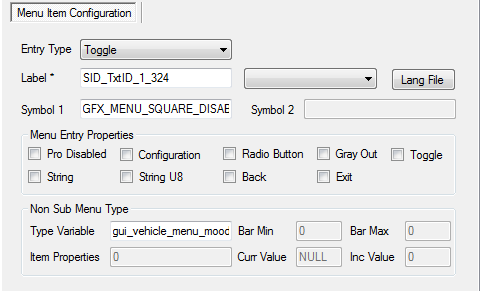 Menu Item Configuration
Entry Type Toggle
Label * SID_TxtID_1_324 Lang File
Symbol 1 GFX_MENU_SQUARE_DISAE Symbol 2
Menu Entry Properties
Pro Disabled Configuration Radio Button Gray Out Toggle
String String U8 Back Exit
Non Sub Menu Type
Type Variable gui_vehicle_menu_mood Bar Min 0 Bar Max 0
Item Properties 0 Curr Value NULL Inc Value 0